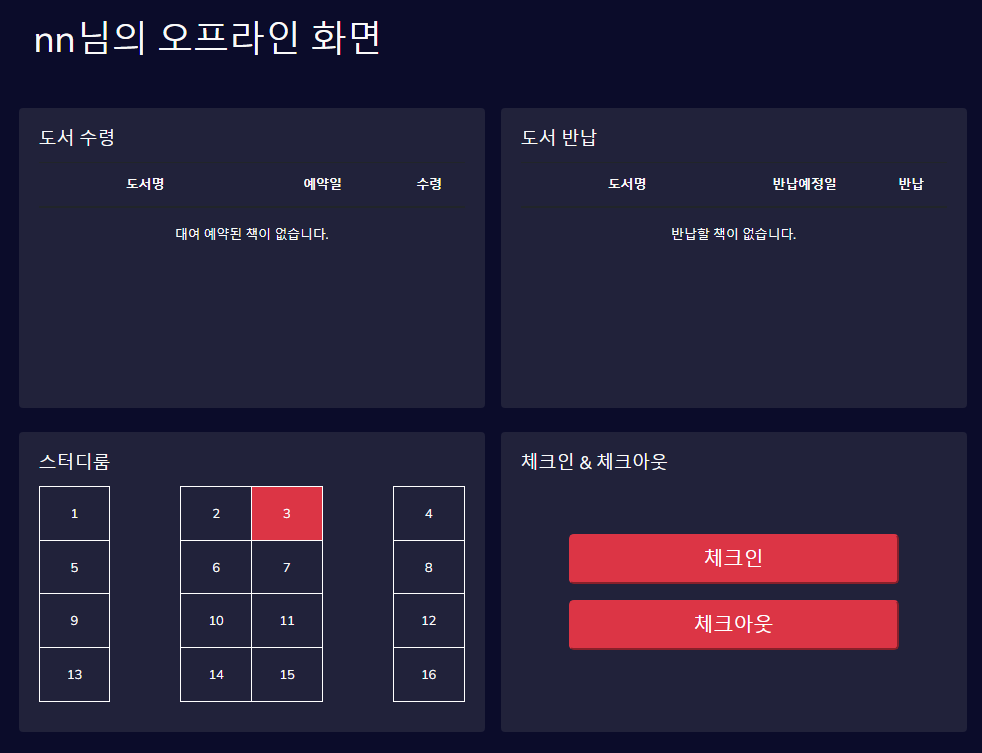 nn님의 오프라인 화면
도서 수령
도서명 예약일 수령
대여 예약된 책이 없습니다.
도서 반납
도서명 반납예정일 반납
반납할 책이 없습니다.
스터디룸
1 2 3 4
5 6 7 8
9 10 11 12
13 14 15 16
체크인 & 체크아웃
체크인
체크아웃